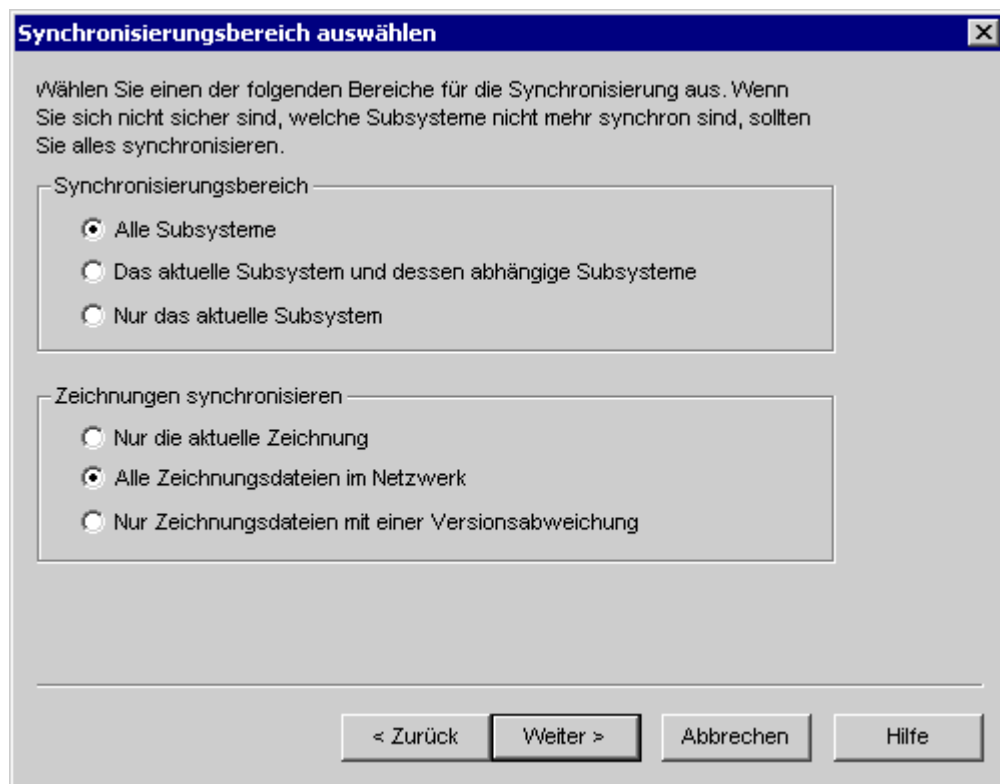 Synchronisierungsbereich auswählen
Wählen Sie einen der folgenden Bereiche für die Synchronisierung aus. Wenn
Sie sich nicht sicher sind, welche Subsysteme nicht mehr synchron sind, sollten
Sie alles synchronisieren.
Synchronisierungsbereich
Alle Subsysteme
Das aktuelle Subsystem und dessen abhängige Subsysteme
Nur das aktuelle Subsystem
Zeichnungen synchronisieren
Nur die aktuelle Zeichnung
Alle Zeichnungsdateien im Netzwerk
Nur Zeichnungsdateien mit einer Versionsabweichung
< Zurück Weiter > Abbrechen Hilfe